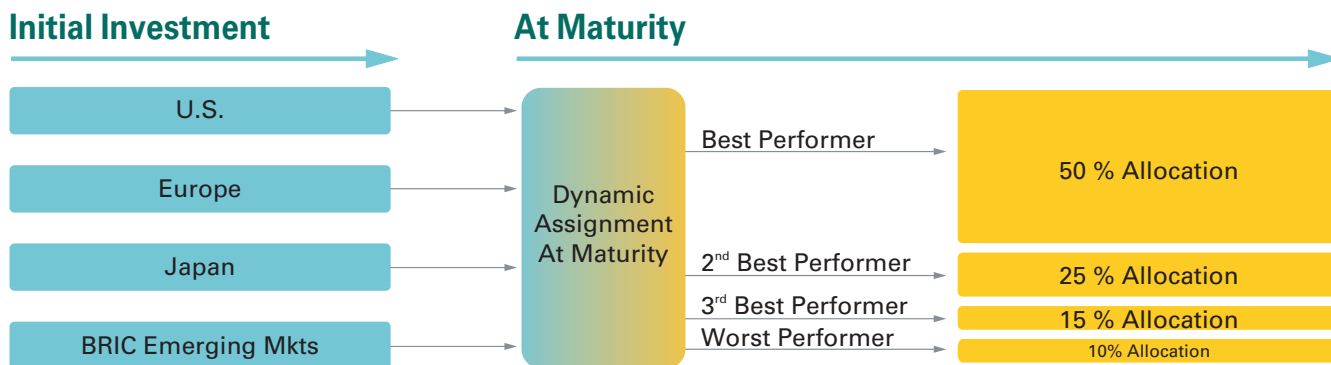 Initial Investment
At Maturity
U.S.
Europe
Japan
BRIC Emerging Mkts
Dynamic
Assignment
At Maturity
Best Performer
2nd Best Performer
3rd Best Performer
Worst Performer
50 % Allocation
25 % Allocation
15 % Allocation
10% Allocation